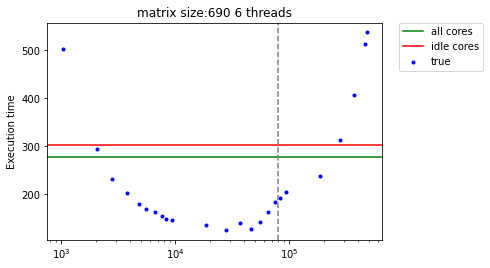 matrix size:690 6 threads
all cores
idle cores
true
Execution time
500
400
300
200
10³
10⁴
10⁵